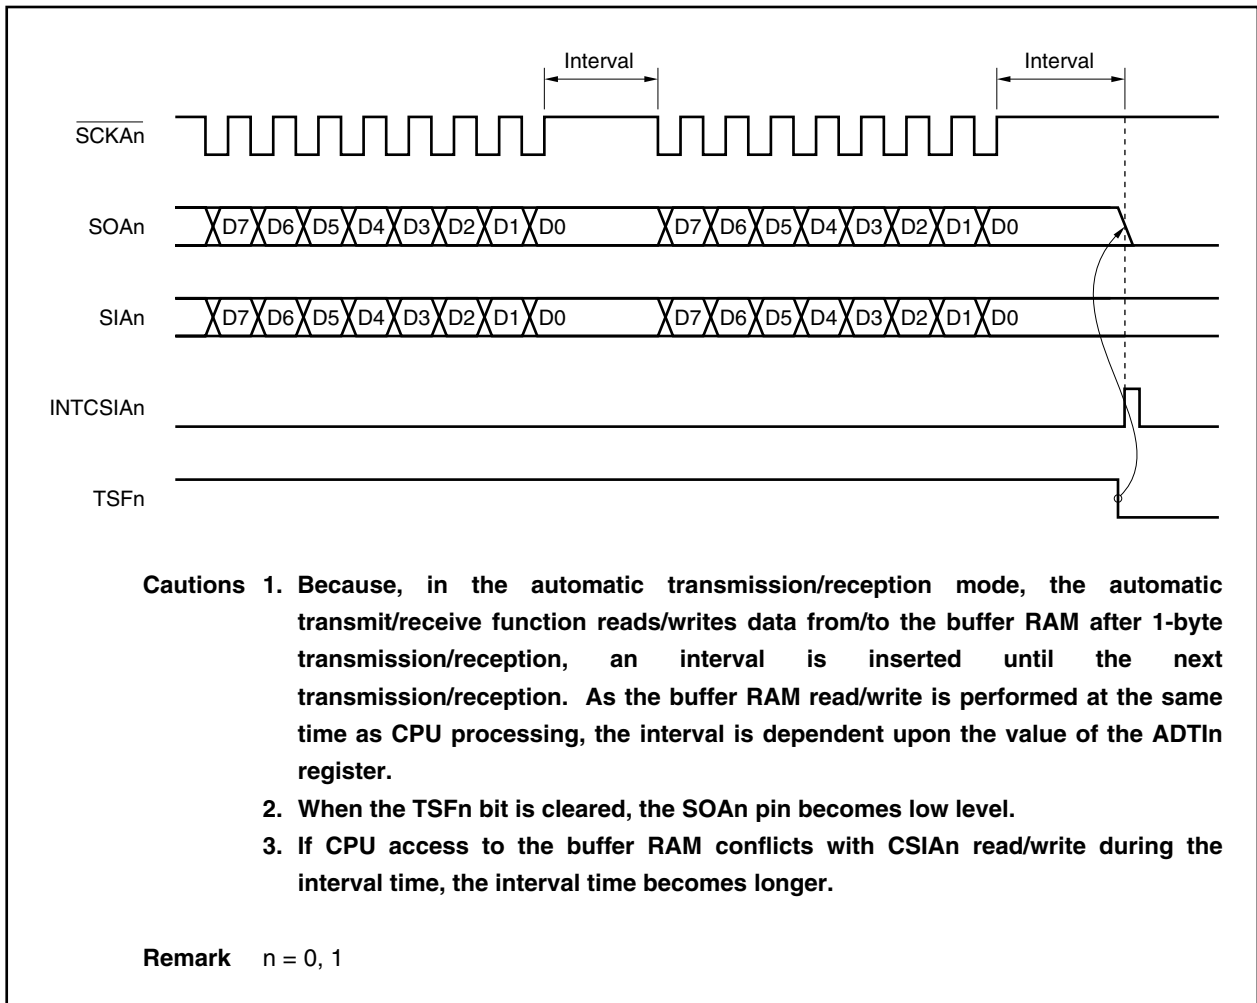 Interval Interval
SCKAn
SOAn D7 D6 D5 D4 D3 D2 D1 D0 D7 D6 D5 D4 D3 D2 D1 D0
SIAn D7 D6 D5 D4 D3 D2 D1 D0 D7 D6 D5 D4 D3 D2 D1 D0
INTCSIAn
TSFn
Cautions 1. Because, in the automatic transmission/reception mode, the automatic
transmit/receive function reads/writes data from/to the buffer RAM after 1-byte
transmission/reception, an interval is inserted until the next
transmission/reception. As the buffer RAM read/write is performed at the same
time as CPU processing, the interval is dependent upon the value of the ADTIn
register.
2. When the TSFn bit is cleared, the SOAn pin becomes low level.
3. If CPU access to the buffer RAM conflicts with CSIAn read/write during the
interval time, the interval time becomes longer.
Remark n = 0, 1